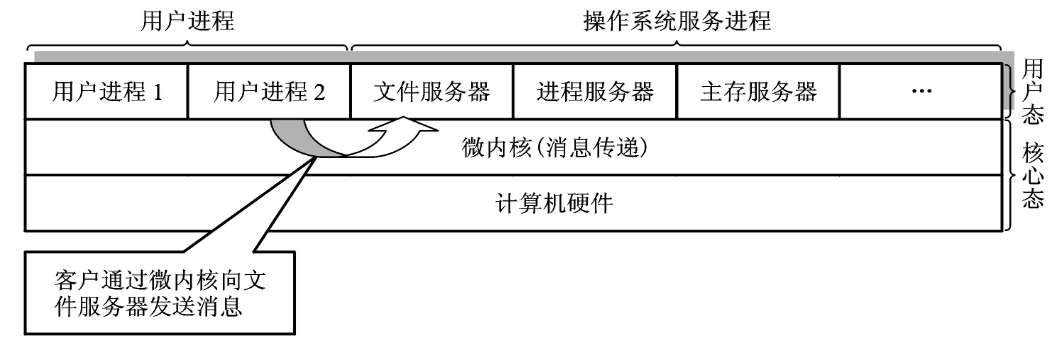 用户进程
操作系统服务进程
用户进程 1
用户进程 2
文件服务器
进程服务器
主存服务器
…
用户态
微内核(消息传递)
核心态
计算机硬件
客户通过微内核向文
件服务器发送消息